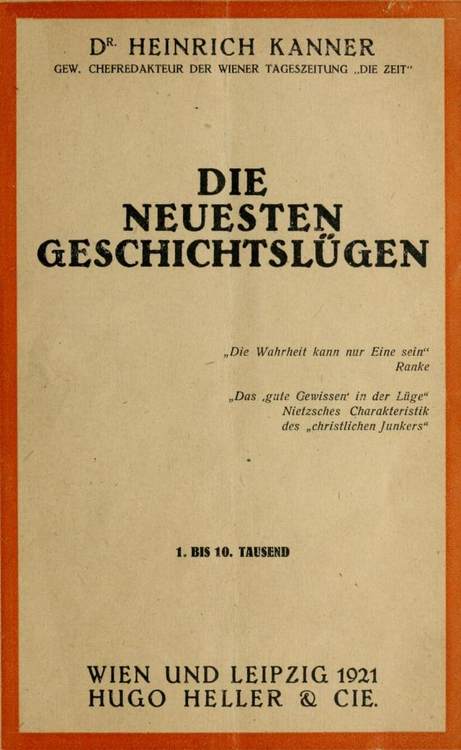 DR. HEINRICH KANNER
GEW. CHEFREDAKTEUR DER WIENER TAGESZEITUNG „DIE ZEIT"
DIE
NEUESTEN
GESCHICHTSLÜGEN
„Die Wahrheit kann nur Eine sein"
Ranke
„Das ‚gute Gewissen' in der Lüge"
Nietzsches Charakteristik
des „christlichen Junkers"
1. BIS 10. TAUSEND
WIEN UND LEIPZIG 1921
HUGO HELLER & CIE.